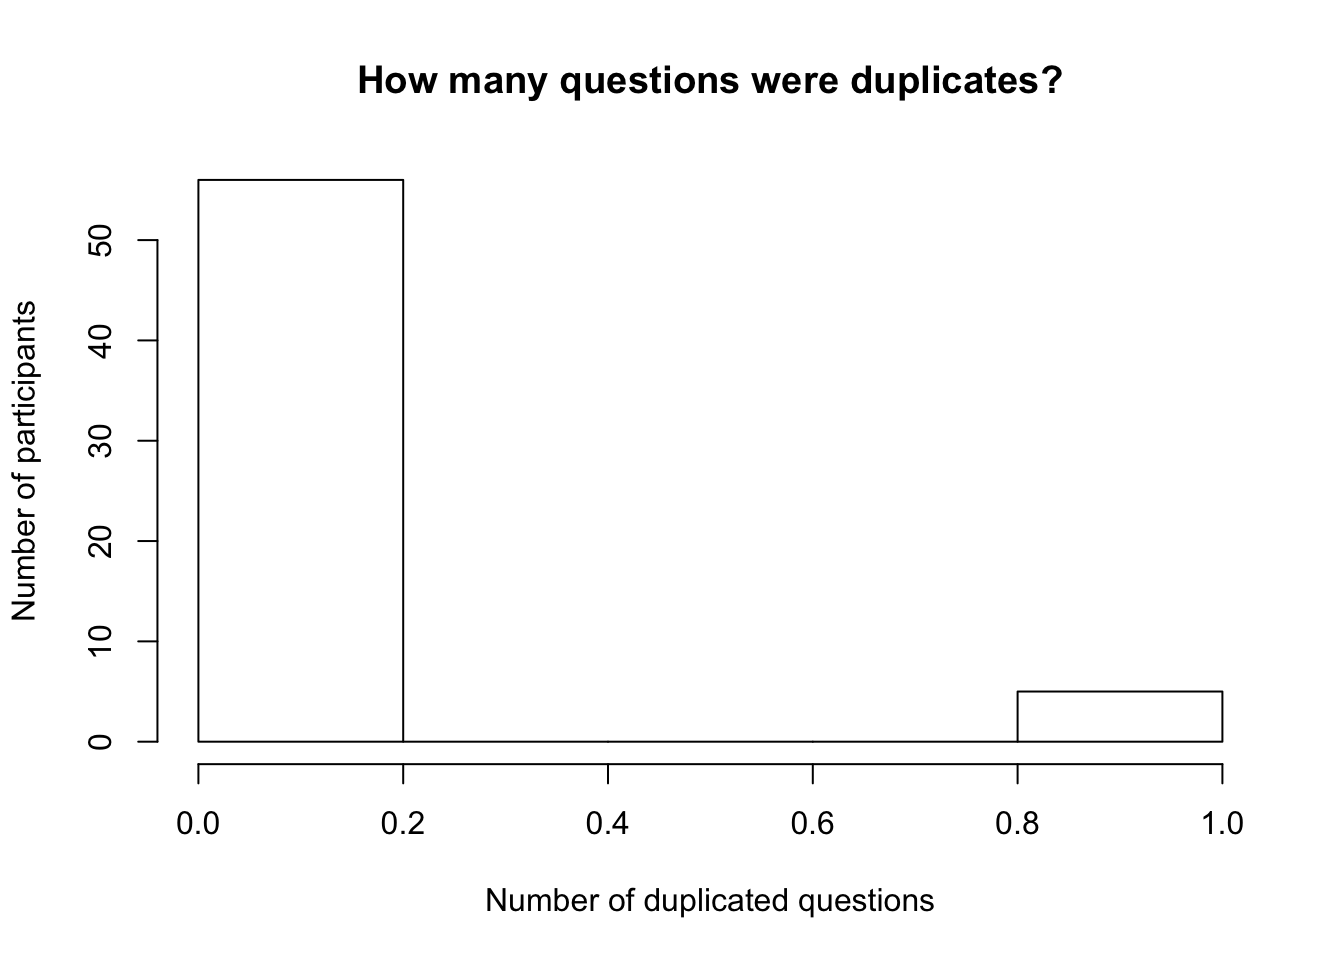 How many questions were duplicates?
Number of participants
50
40
30
20
10
0
0.0 0.2 0.4 0.6 0.8 1.0
Number of duplicated questions